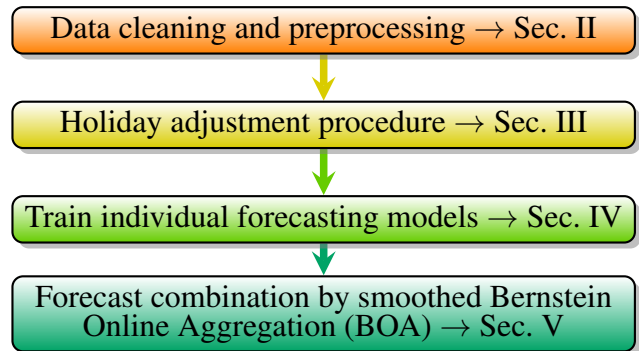 Data cleaning and preprocessing → Sec. II
Holiday adjustment procedure → Sec. III
Train individual forecasting models → Sec. IV
Forecast combination by smoothed Bernstein
Online Aggregation (BOA) → Sec. V